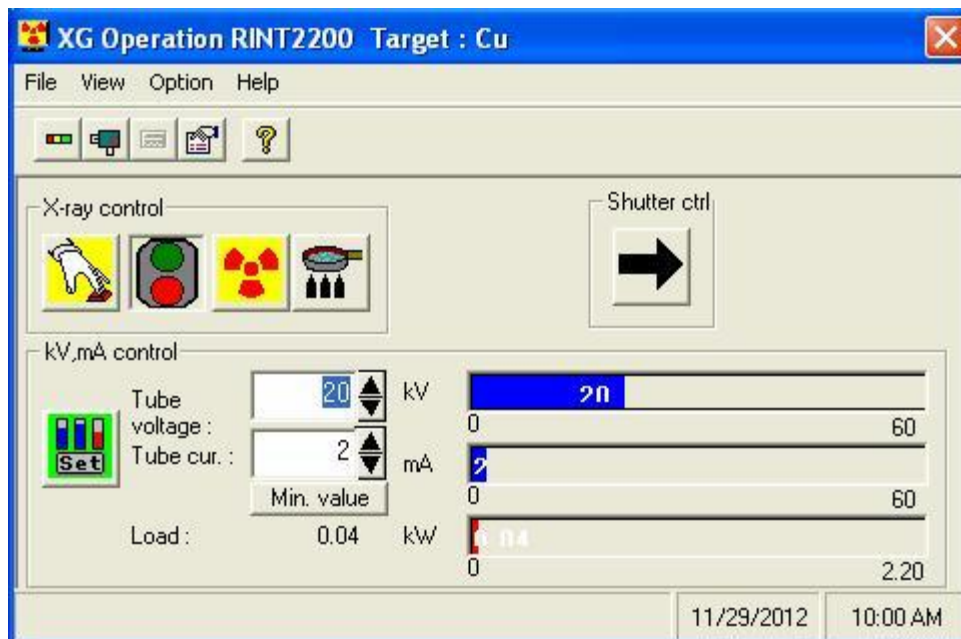 XG Operation RINT2200 Target : Cu
File View Option Help
X-ray control
Shutter ctrl
kV,mA control
Set
Tube voltage :
20
kV
20
0 60
Tube cur. :
2
mA
2
0 60
Min. value
Load : 0.04 kW
0.04
0 2.20
11/29/2012 10:00 AM